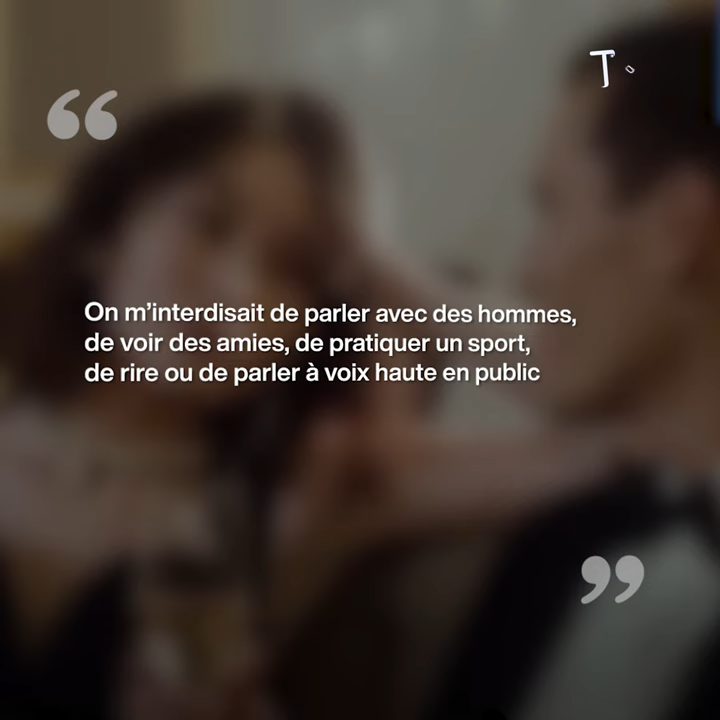 “
On m’interdisait de parler avec des hommes,
de voir des amies, de pratiquer un sport,
de rire ou de parler à voix haute en public
”